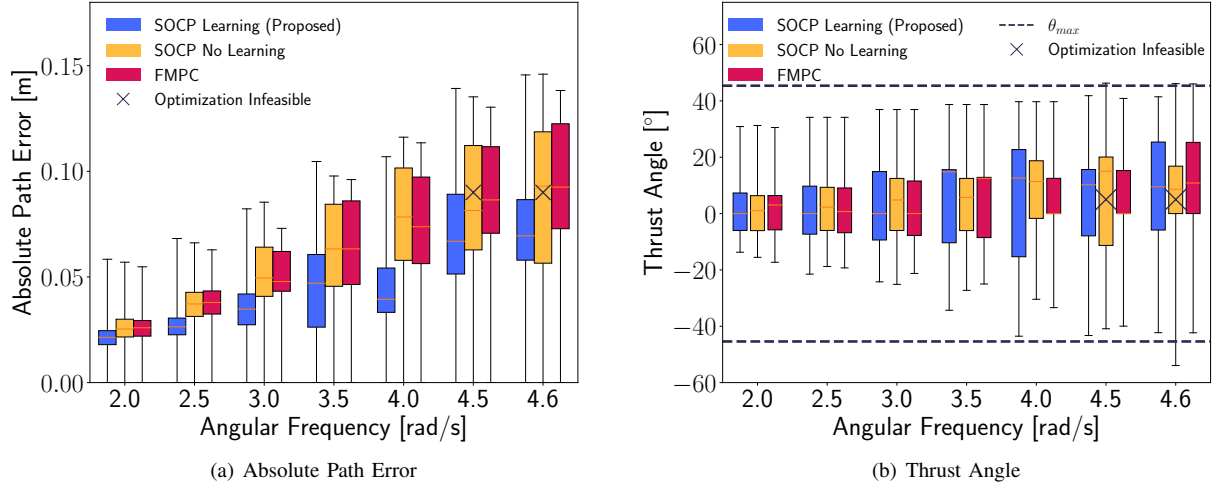 SOCP Learning (Proposed)
SOCP No Learning
FMPC
Optimization Infeasible
Absolute Path Error [m]
0.15
0.10
0.05
0.00
2.0 2.5 3.0 3.5 4.0 4.5 4.6
Angular Frequency [rad/s]
(a) Absolute Path Error
SOCP Learning (Proposed)
SOCP No Learning
FMPC
θmax
Optimization Infeasible
Thrust Angle [°]
60
40
20
0
−20
−40
−60
2.0 2.5 3.0 3.5 4.0 4.5 4.6
Angular Frequency [rad/s]
(b) Thrust Angle